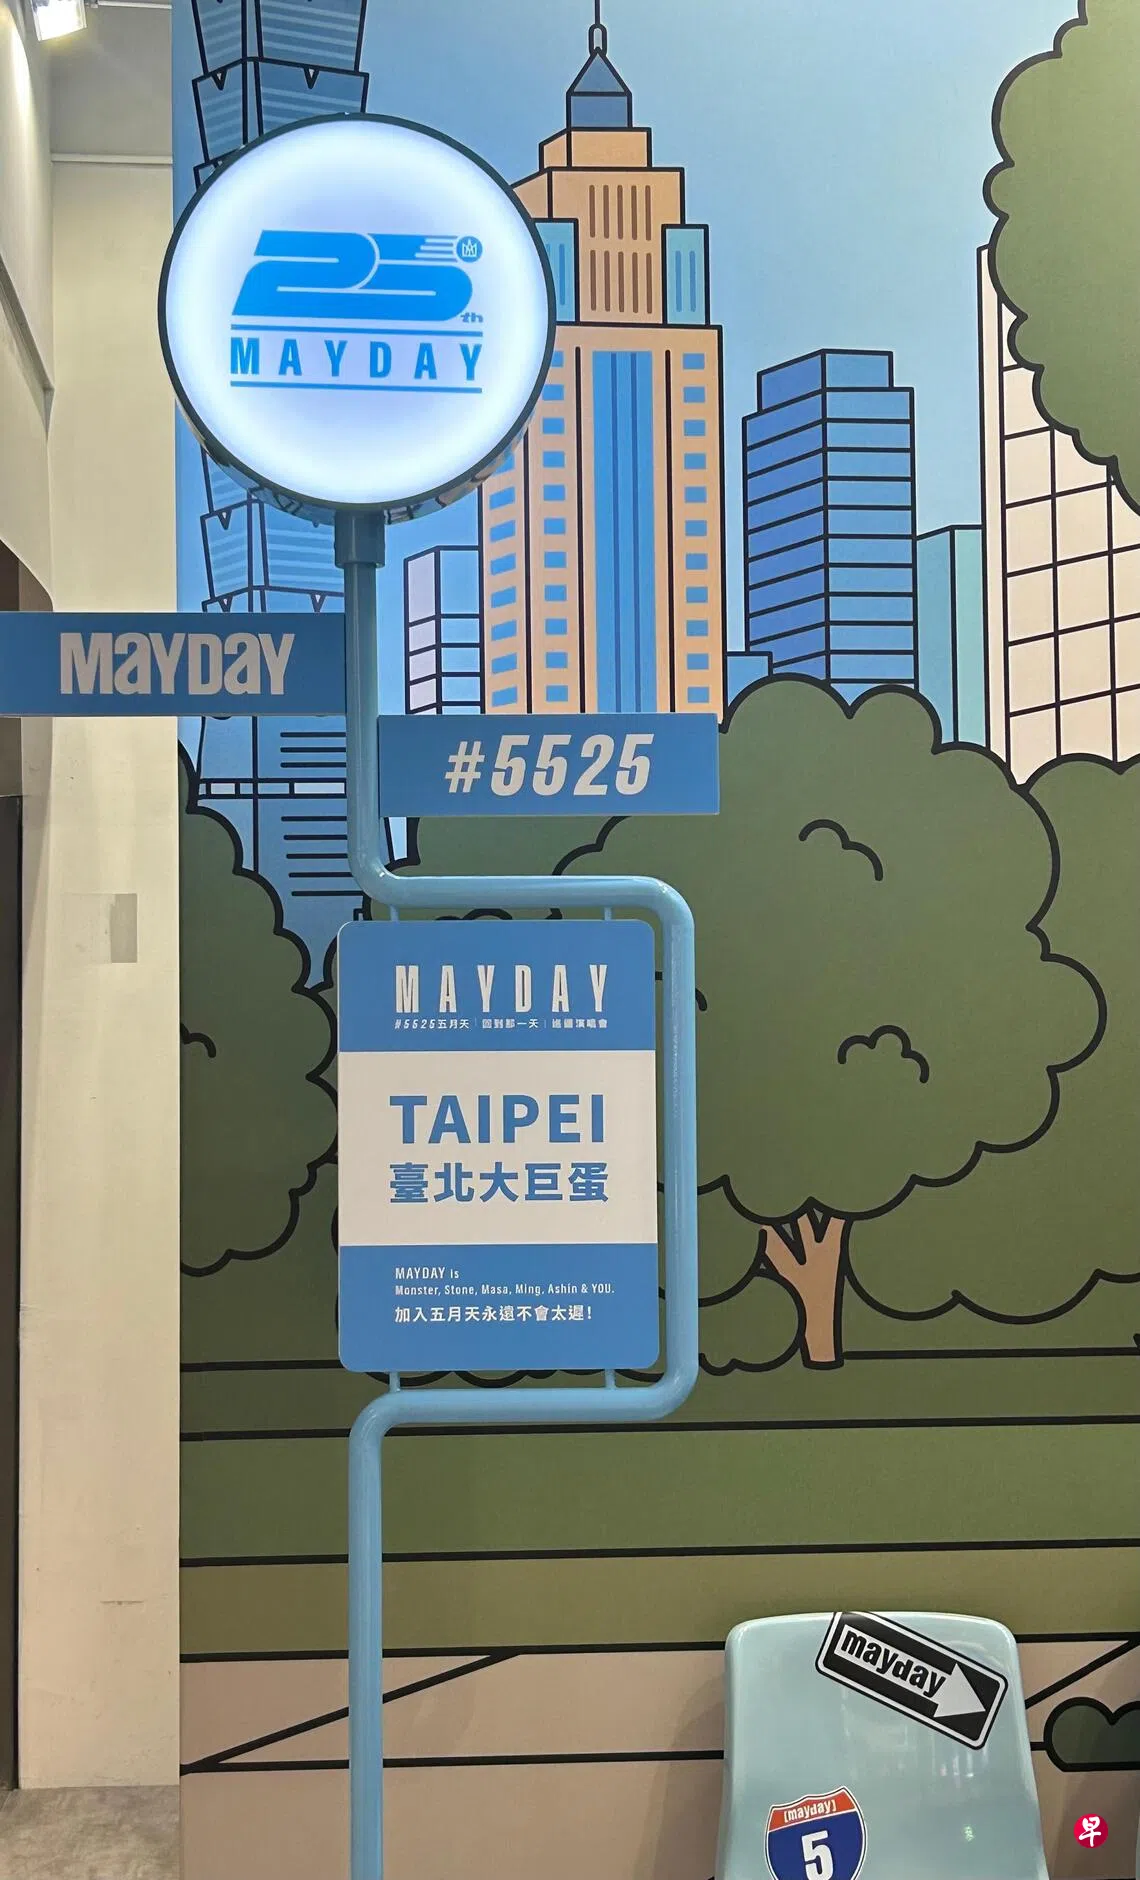 25th
MAYDAY
MAYDAY
#5525
MAYDAY
#5525五月天 | 回到那一天 | 巡迴演唱會
TAIPEI
臺北大巨蛋
MAYDAY is
Monster, Stone, Masa, Ming, Ashin & YOU.
加入五月天永遠不會太遲!
mayday
[mayday]
5
早